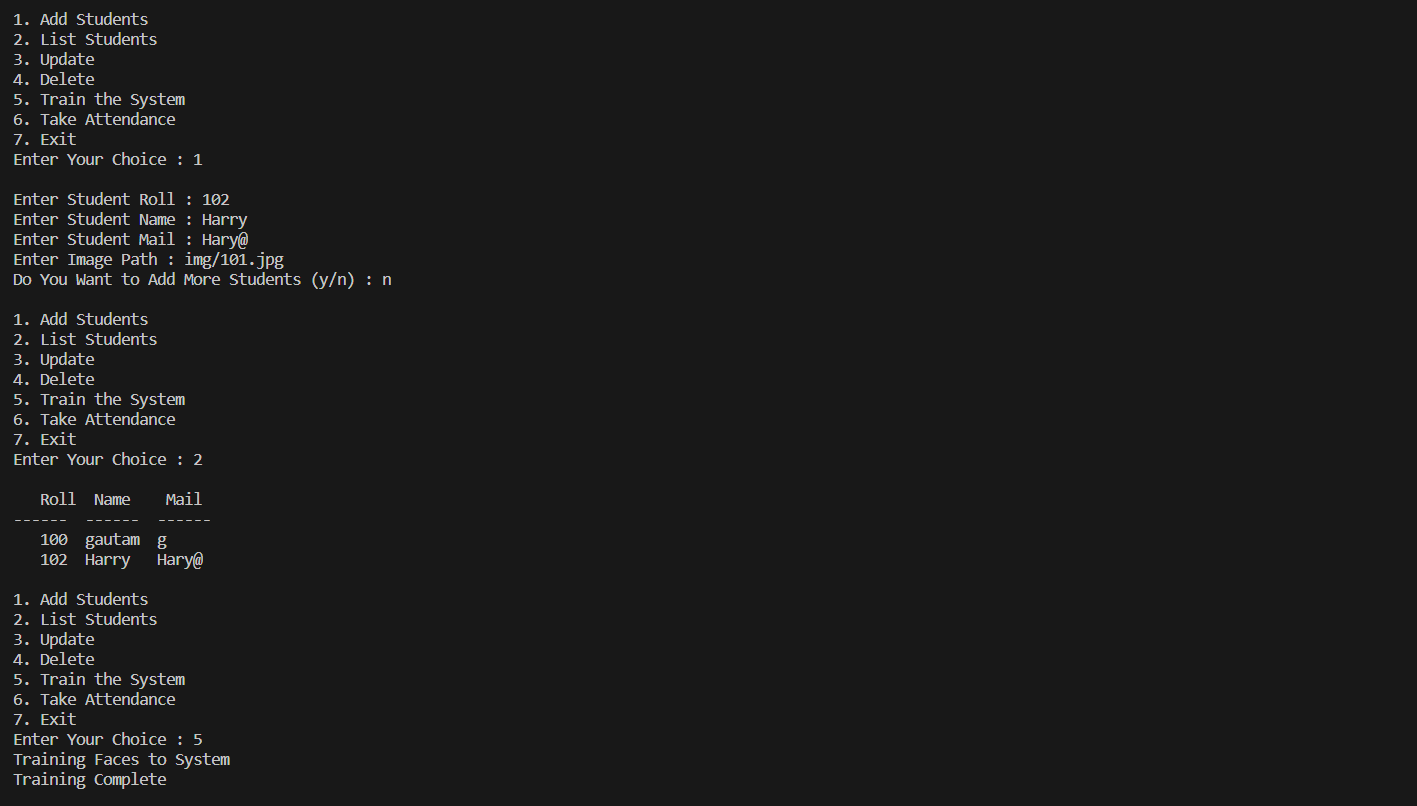 1. Add Students
2. List Students
3. Update
4. Delete
5. Train the System
6. Take Attendance
7. Exit
Enter Your Choice : 1

Enter Student Roll : 102
Enter Student Name : Harry
Enter Student Mail : Hary@
Enter Image Path : img/101.jpg
Do You Want to Add More Students (y/n) : n

1. Add Students
2. List Students
3. Update
4. Delete
5. Train the System
6. Take Attendance
7. Exit
Enter Your Choice : 2

   Roll  Name    Mail
------  ------  ------
   100  gautam  g
   102  Harry   Hary@

1. Add Students
2. List Students
3. Update
4. Delete
5. Train the System
6. Take Attendance
7. Exit
Enter Your Choice : 5
Training Faces to System
Training Complete